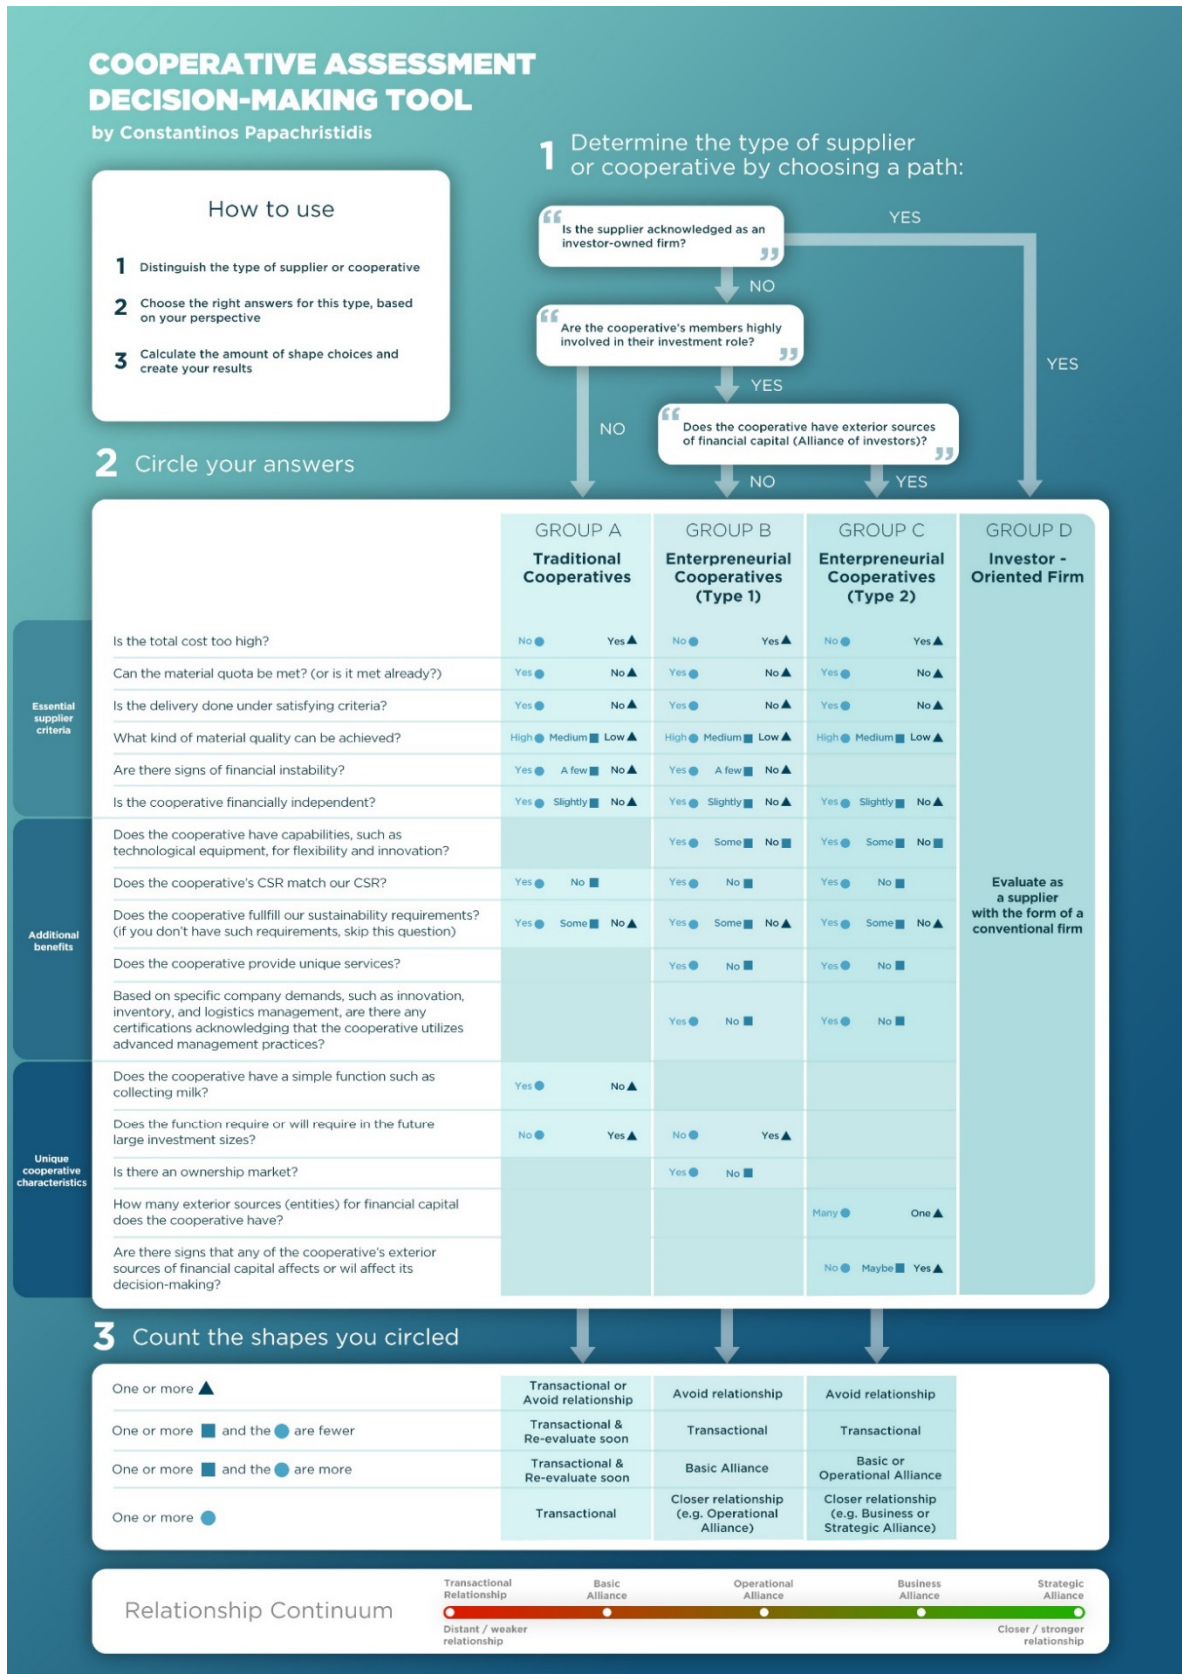 COOPERATIVE ASSESSMENT
DECISION-MAKING TOOL
by Constantinos Papachristidis
How to use
1 Distinguish the type of supplier or cooperative
2 Choose the right answers for this type, based
on your perspective
3 Calculate the amount of shape choices and
create your results
1 Determine the type of supplier
or cooperative by choosing a path:
“ Is the supplier acknowledged as an
investor-owned firm? ”
YES
NO
“ Are the cooperative's members highly
involved in their investment role? ”
YES
YES
NO
“ Does the cooperative have exterior sources
of financial capital (Alliance of investors)? ”
NO
YES
2 Circle your answers
GROUP A
Traditional
Cooperatives
GROUP B
Enterpreneurial
Cooperatives
(Type 1)
GROUP C
Enterpreneurial
Cooperatives
(Type 2)
GROUP D
Investor -
Oriented Firm
Essential
supplier
criteria
Is the total cost too high? No Yes No Yes No Yes
Can the material quota be met? (or is it met already?) Yes No Yes No Yes No
Is the delivery done under satisfying criteria? Yes No Yes No Yes No
What kind of material quality can be achieved? High Medium Low High Medium Low High Medium Low
Are there signs of financial instability? Yes A few No Yes A few No
Is the cooperative financially independent? Yes Slightly No Yes Slightly No Yes Slightly No
Additional
benefits
Does the cooperative have capabilities, such as
technological equipment, for flexibility and innovation? Yes Some No Yes Some No
Does the cooperative's CSR match our CSR? Yes No Yes No Yes No
Does the cooperative fullfill our sustainability requirements?
(if you don't have such requirements, skip this question) Yes Some No Yes Some No Yes Some No
Does the cooperative provide unique services? Yes No Yes No
Based on specific company demands, such as innovation,
inventory, and logistics management, are there any
certifications acknowledging that the cooperative utilizes
advanced management practices? Yes No Yes No
Evaluate as
a supplier
with the form of a
conventional firm
Unique
cooperative
characteristics
Does the cooperative have a simple function such as
collecting milk? Yes No
Does the function require or will require in the future
large investment sizes? No Yes No Yes
Is there an ownership market? Yes No
How many exterior sources (entities) for financial capital
does the cooperative have? Many One
Are there signs that any of the cooperative's exterior
sources of financial capital affects or wil affect its
decision-making? No Maybe Yes
3 Count the shapes you circled
One or more
Transactional or
Avoid relationship
Avoid relationship
Avoid relationship
One or more and the are fewer
Transactional &
Re-evaluate soon
Transactional
Transactional
One or more and the are more
Transactional &
Re-evaluate soon
Basic Alliance
Basic or
Operational Alliance
One or more
Transactional
Closer relationship
(e.g. Operational
Alliance)
Closer relationship
(e.g. Business or
Strategic Alliance)
Relationship Continuum
Transactional
Relationship
Basic
Alliance
Operational
Alliance
Business
Alliance
Strategic
Alliance
Distant / weaker
relationship
Closer / stronger
relationship